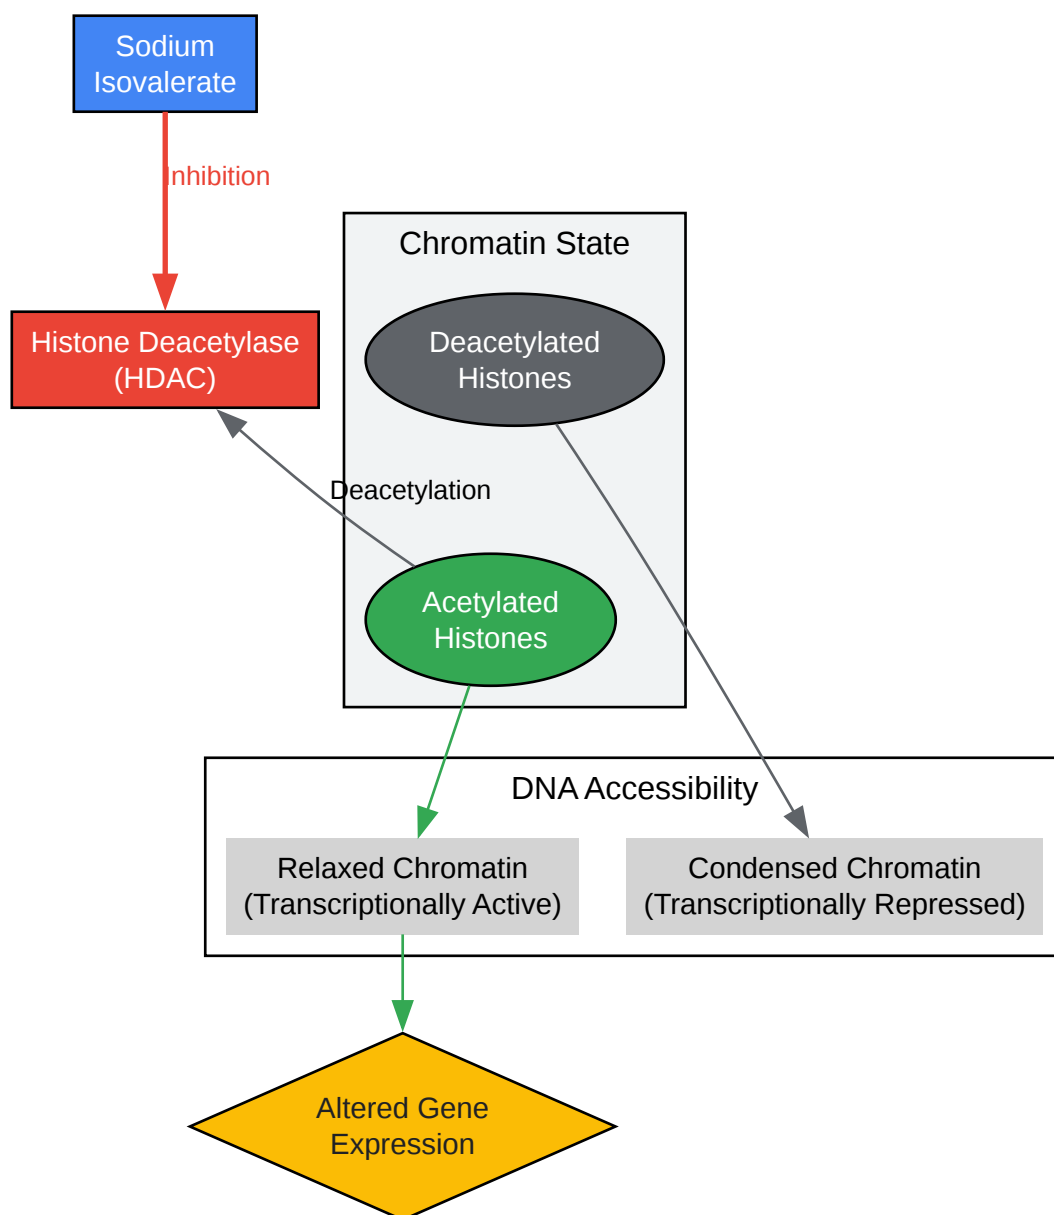 Sodium
Isovalerate
Inhibition
Chromatin State
Histone Deacetylase
(HDAC)
Deacetylated
Histones
Deacetylation
Acetylated
Histones
DNA Accessibility
Relaxed Chromatin
(Transcriptionally Active)
Condensed Chromatin
(Transcriptionally Repressed)
Altered Gene
Expression